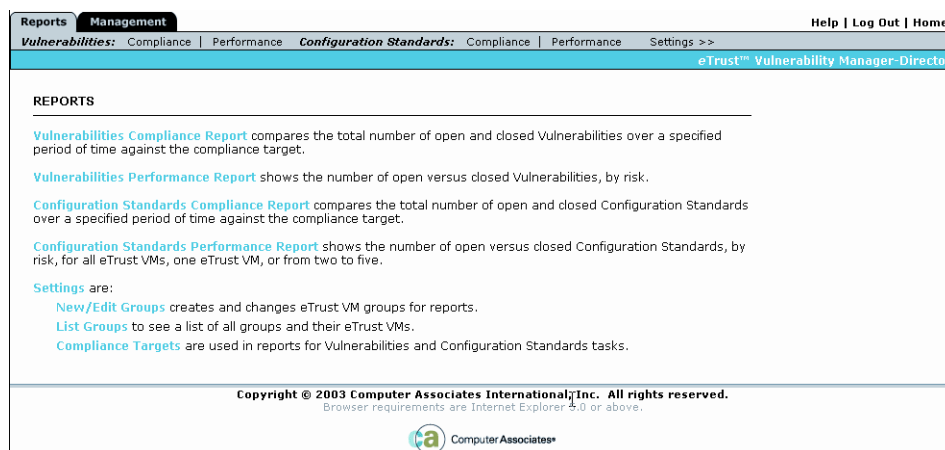 Reports Management Help | Log Out | Home
Vulnerabilities: Compliance | Performance Configuration Standards: Compliance | Performance Settings >>
eTrust™ Vulnerability Manager-Directo
REPORTS
Vulnerabilities Compliance Report compares the total number of open and closed Vulnerabilities over a specified
period of time against the compliance target.
Vulnerabilities Performance Report shows the number of open versus closed Vulnerabilities, by risk.
Configuration Standards Compliance Report compares the total number of open and closed Configuration Standards
over a specified period of time against the compliance target.
Configuration Standards Performance Report shows the number of open versus closed Configuration Standards, by
risk, for all eTrust VMs, one eTrust VM, or from two to five.
Settings are:
New/Edit Groups creates and changes eTrust VM groups for reports.
List Groups to see a list of all groups and their eTrust VMs.
Compliance Targets are used in reports for Vulnerabilities and Configuration Standards tasks.
Copyright © 2003 Computer Associates International, Inc. All rights reserved.
Browser requirements are Internet Explorer 5.0 or above.
ca Computer Associates®